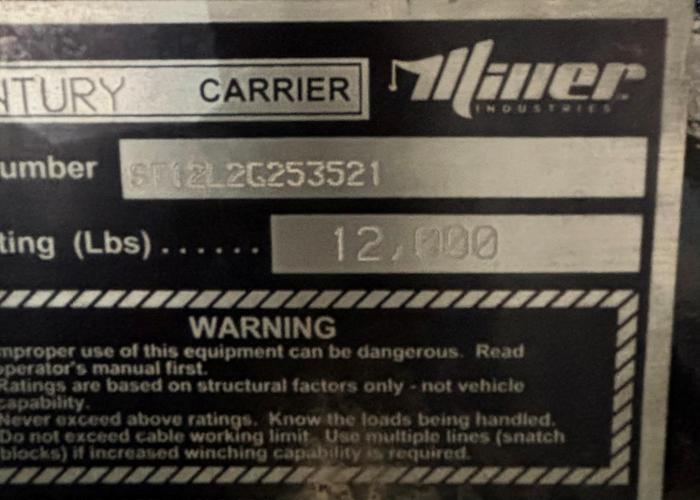 NTURY CARRIER Miller
INDUSTRIES
umber ST12L2G253521
ting (Lbs) ...... 12,000
WARNING
mproper use of this equipment can be dangerous. Read
perator's manual first.
Ratings are based on structural factors only - not vehicle
capability.
Never exceed above ratings. Know the loads being handled.
Do not exceed cable working limit. Use multiple lines (snatch
blocks) if increased winching capability is required.